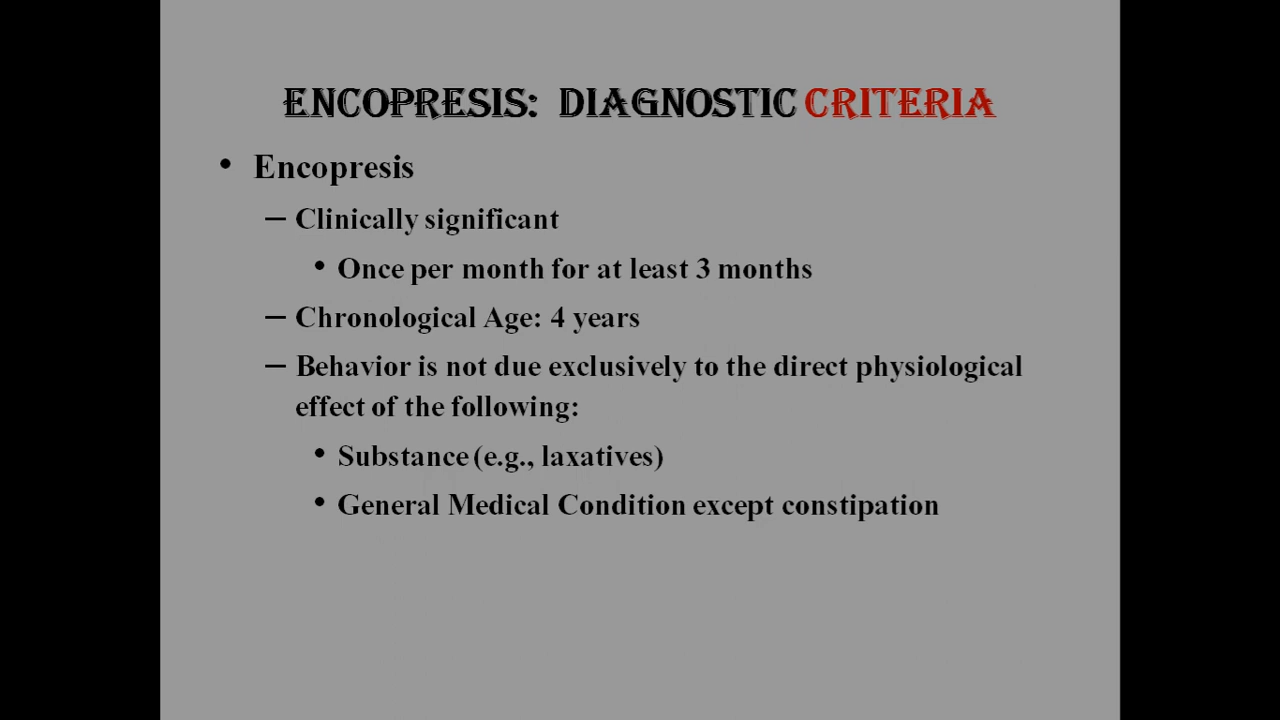 ENCOPRESIS: DIAGNOSTIC CRITERIA
• Encopresis
– Clinically significant
• Once per month for at least 3 months
– Chronological Age: 4 years
– Behavior is not due exclusively to the direct physiological
effect of the following:
• Substance (e.g., laxatives)
• General Medical Condition except constipation